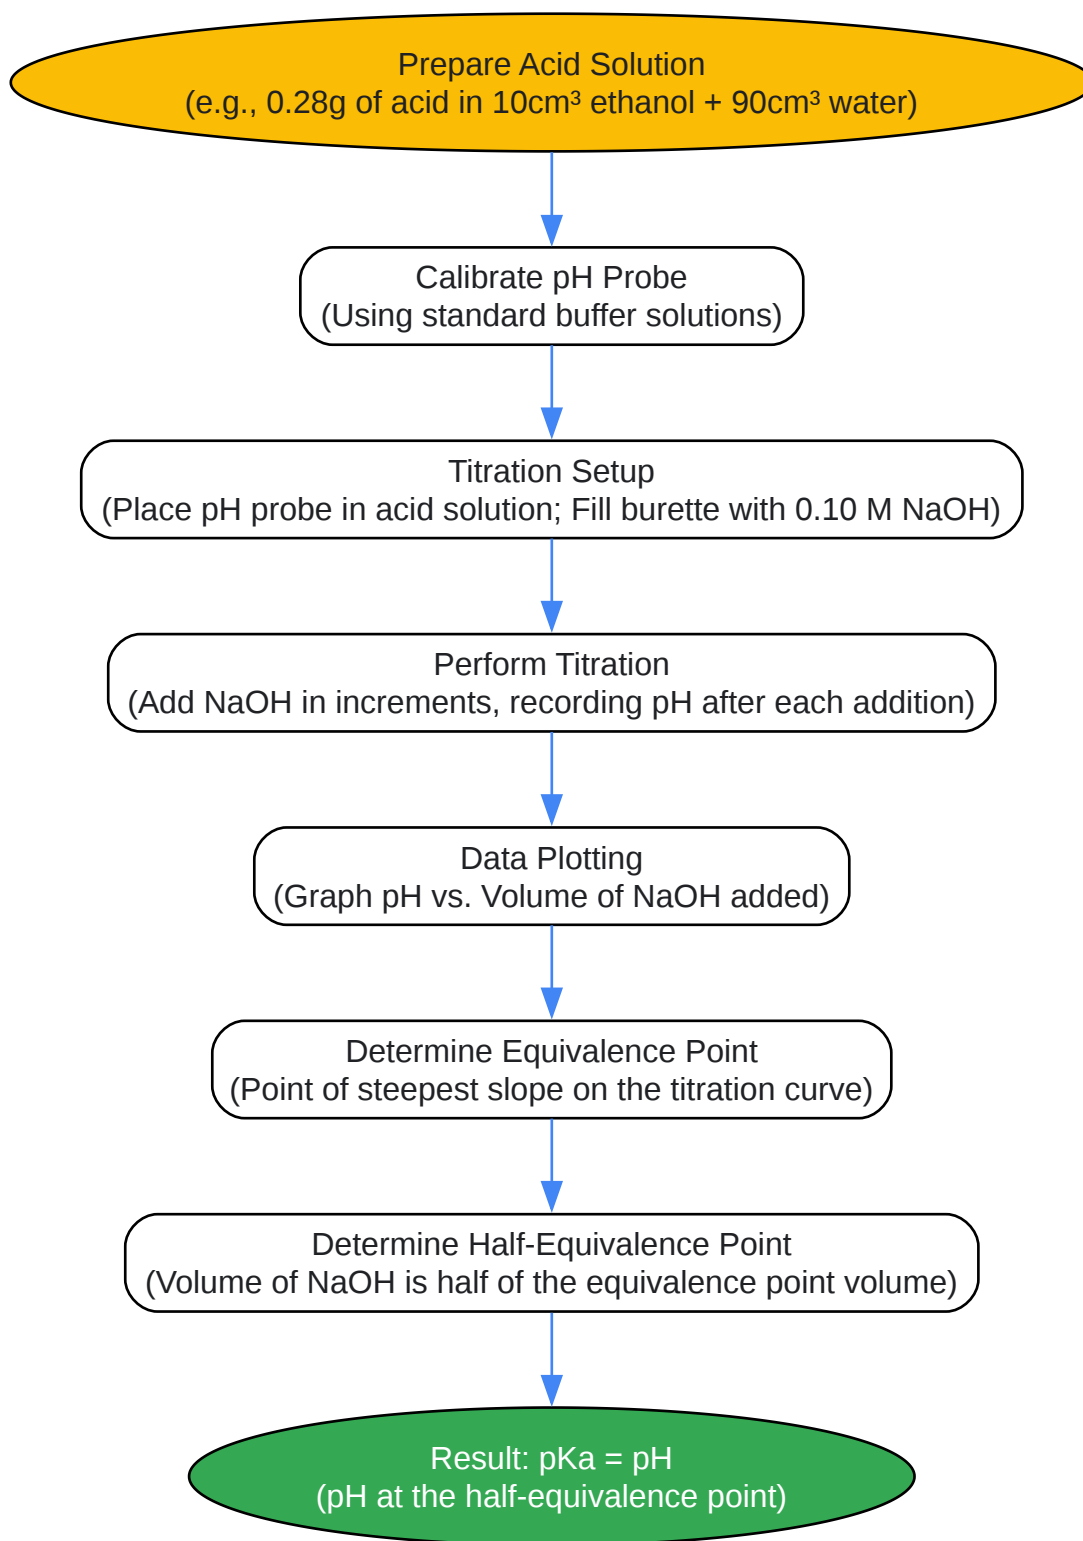 Prepare Acid Solution
(e.g., 0.28g of acid in 10cm³ ethanol + 90cm³ water)
Calibrate pH Probe
(Using standard buffer solutions)
Titration Setup
(Place pH probe in acid solution; Fill burette with 0.10 M NaOH)
Perform Titration
(Add NaOH in increments, recording pH after each addition)
Data Plotting
(Graph pH vs. Volume of NaOH added)
Determine Equivalence Point
(Point of steepest slope on the titration curve)
Determine Half-Equivalence Point
(Volume of NaOH is half of the equivalence point volume)
Result: pKa = pH
(pH at the half-equivalence point)